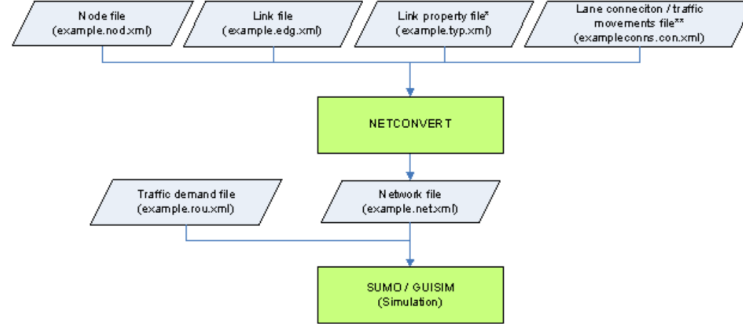 Node file
(example.nod.xml)
Link file
(example.edg.xml)
Link property file*
(example.typ.xml)
Lane conneciton / traffic
movements file**
(expampleconns.con.xml)
NETCONVERT
Traffic demand file
(example.rou.xml)
Network file
(example.net.xml)
SUMO / GUISIM
(Simulation)